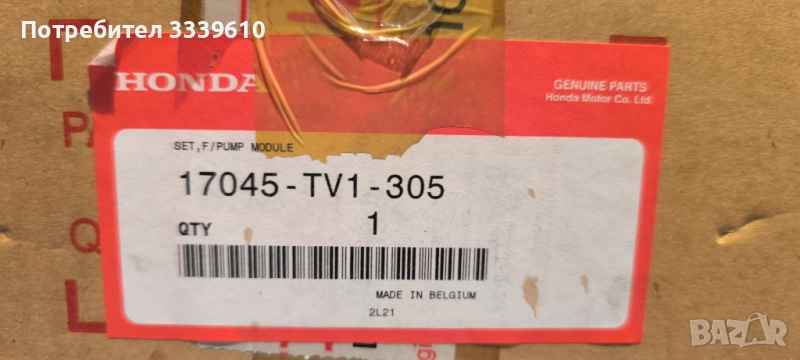 Потребител 3339610
HONDA
GENUINE PARTS
Honda Motor Co. Ltd.
SET,F/PUMP MODULE
17045-TV1-305
QTY 1
MADE IN BELGIUM
2L21
BAZAR